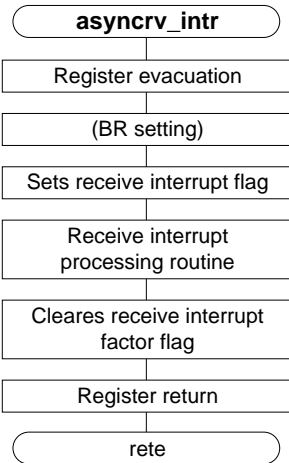 asyncrv_intr
Register evacuation
(BR setting)
Sets receive interrupt flag
Receive interrupt
processing routine
Cleares receive interrupt
factor flag
Register return
rete